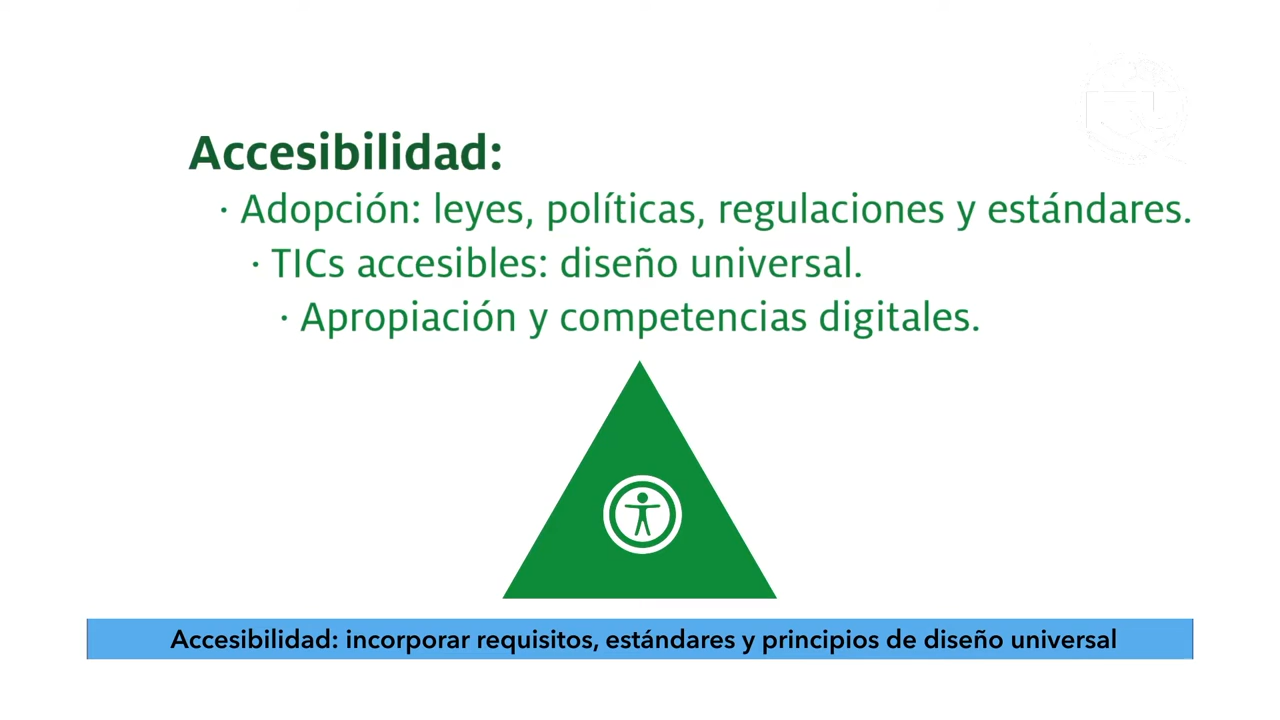 Accesibilidad:
· Adopción: leyes, políticas, regulaciones y estándares.
· TICs accesibles: diseño universal.
· Apropiación y competencias digitales.
Accesibilidad: incorporar requisitos, estándares y principios de diseño universal